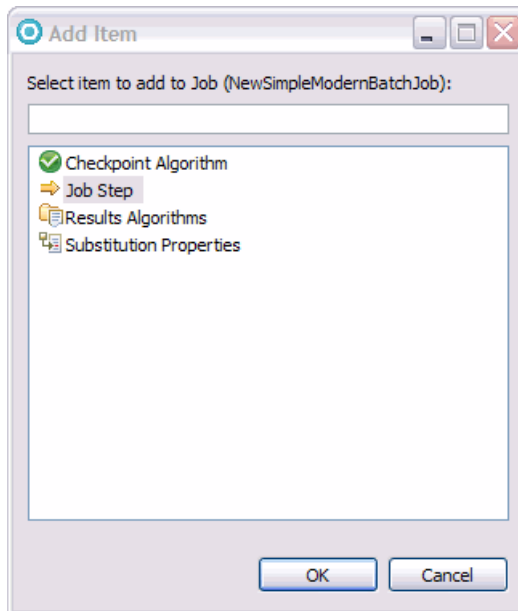 Add Item
Select item to add to Job (NewSimpleModernBatchJob):
Checkpoint Algorithm
Job Step
Results Algorithms
Substitution Properties
OK
Cancel